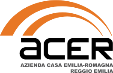 acer
AZIENDA CASA EMILIA-ROMAGNA
REGGIO EMILIA